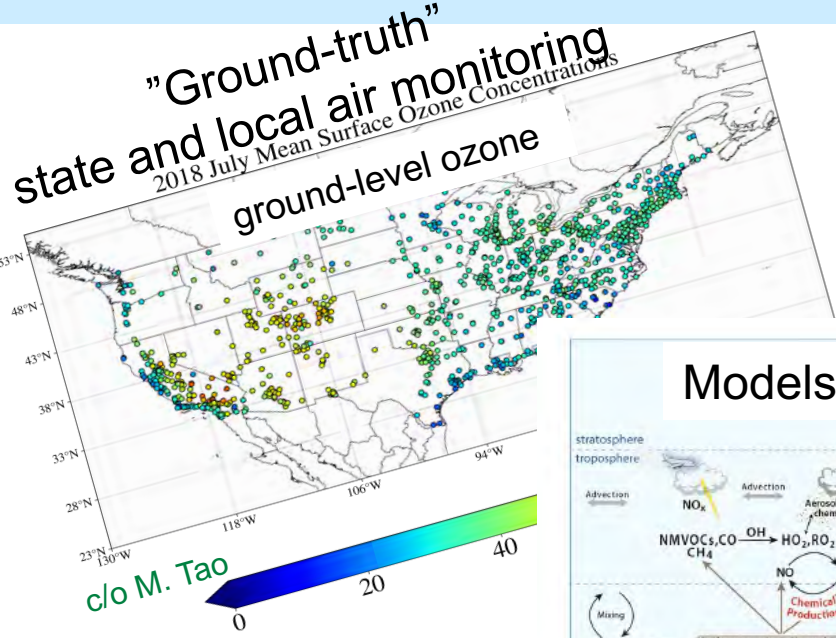 ”Ground-truth”
state and local air monitoring
2018 July Mean Surface Ozone Concentrations
ground-level ozone
53°N
48°N
43°N
38°N
33°N
28°N
23°N
130°W
118°W
106°W
94°W
c/o M. Tao
0
20
40
Models
stratosphere
troposphere
Advection
NOx
Advection
NMVOCs,CO
CH4
OH
HO2,RO2
NO
Mixing